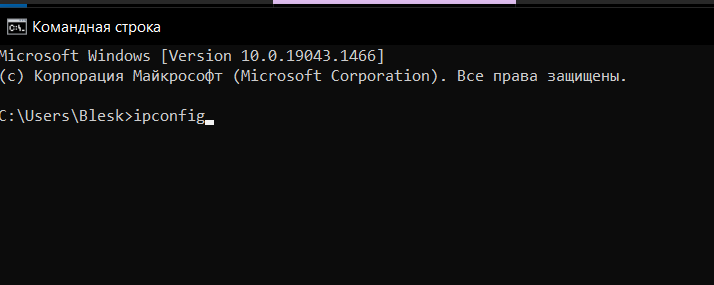 Командная строка
Microsoft Windows [Version 10.0.19043.1466]
(c) Корпорация Майкрософт (Microsoft Corporation). Все права защищены.
C:\Users\Blesk>ipconfig